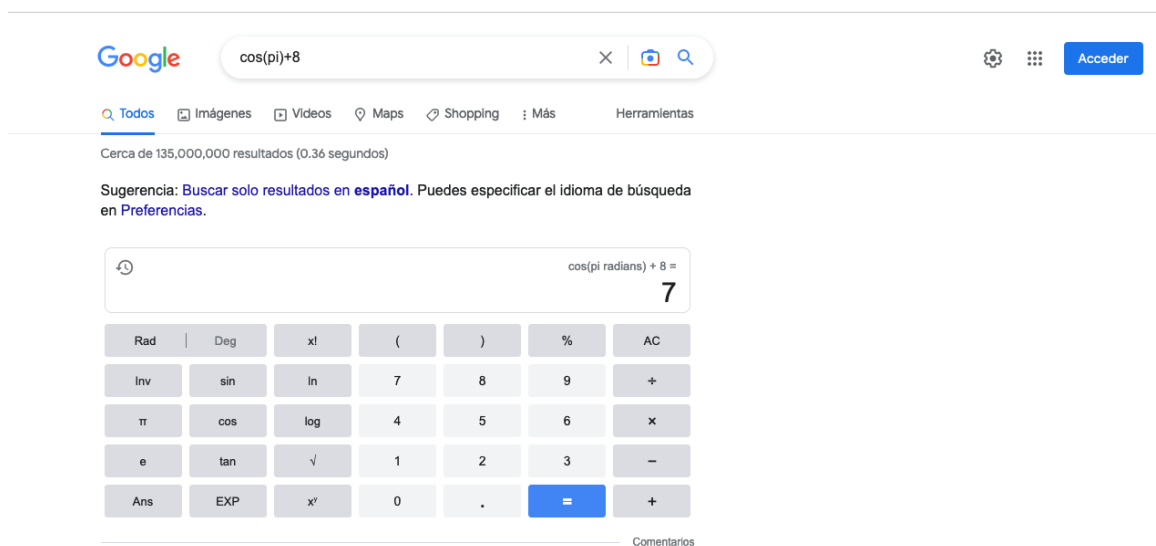 Google
cos(pi)+8
Acceder
Todos Imágenes Videos Maps Shopping Más Herramientas
Cerca de 135,000,000 resultados (0.36 segundos)
Sugerencia: Buscar solo resultados en español. Puedes especificar el idioma de búsqueda
en Preferencias.
cos(pi radians) + 8 =
7
Rad | Deg x! ( ) % AC
Inv sin ln 7 8 9 ÷
π cos log 4 5 6 ×
e tan √ 1 2 3 −
Ans EXP xʸ 0 . = +
Comentarios